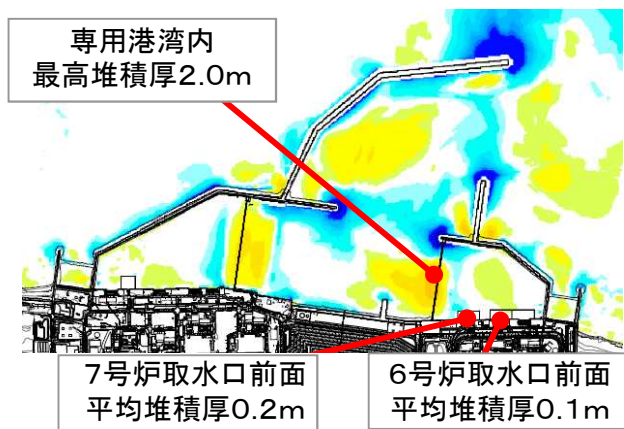 専用港湾内
最高堆積厚2.0m
7号炉取水口前面
平均堆積厚0.2m
6号炉取水口前面
平均堆積厚0.1m